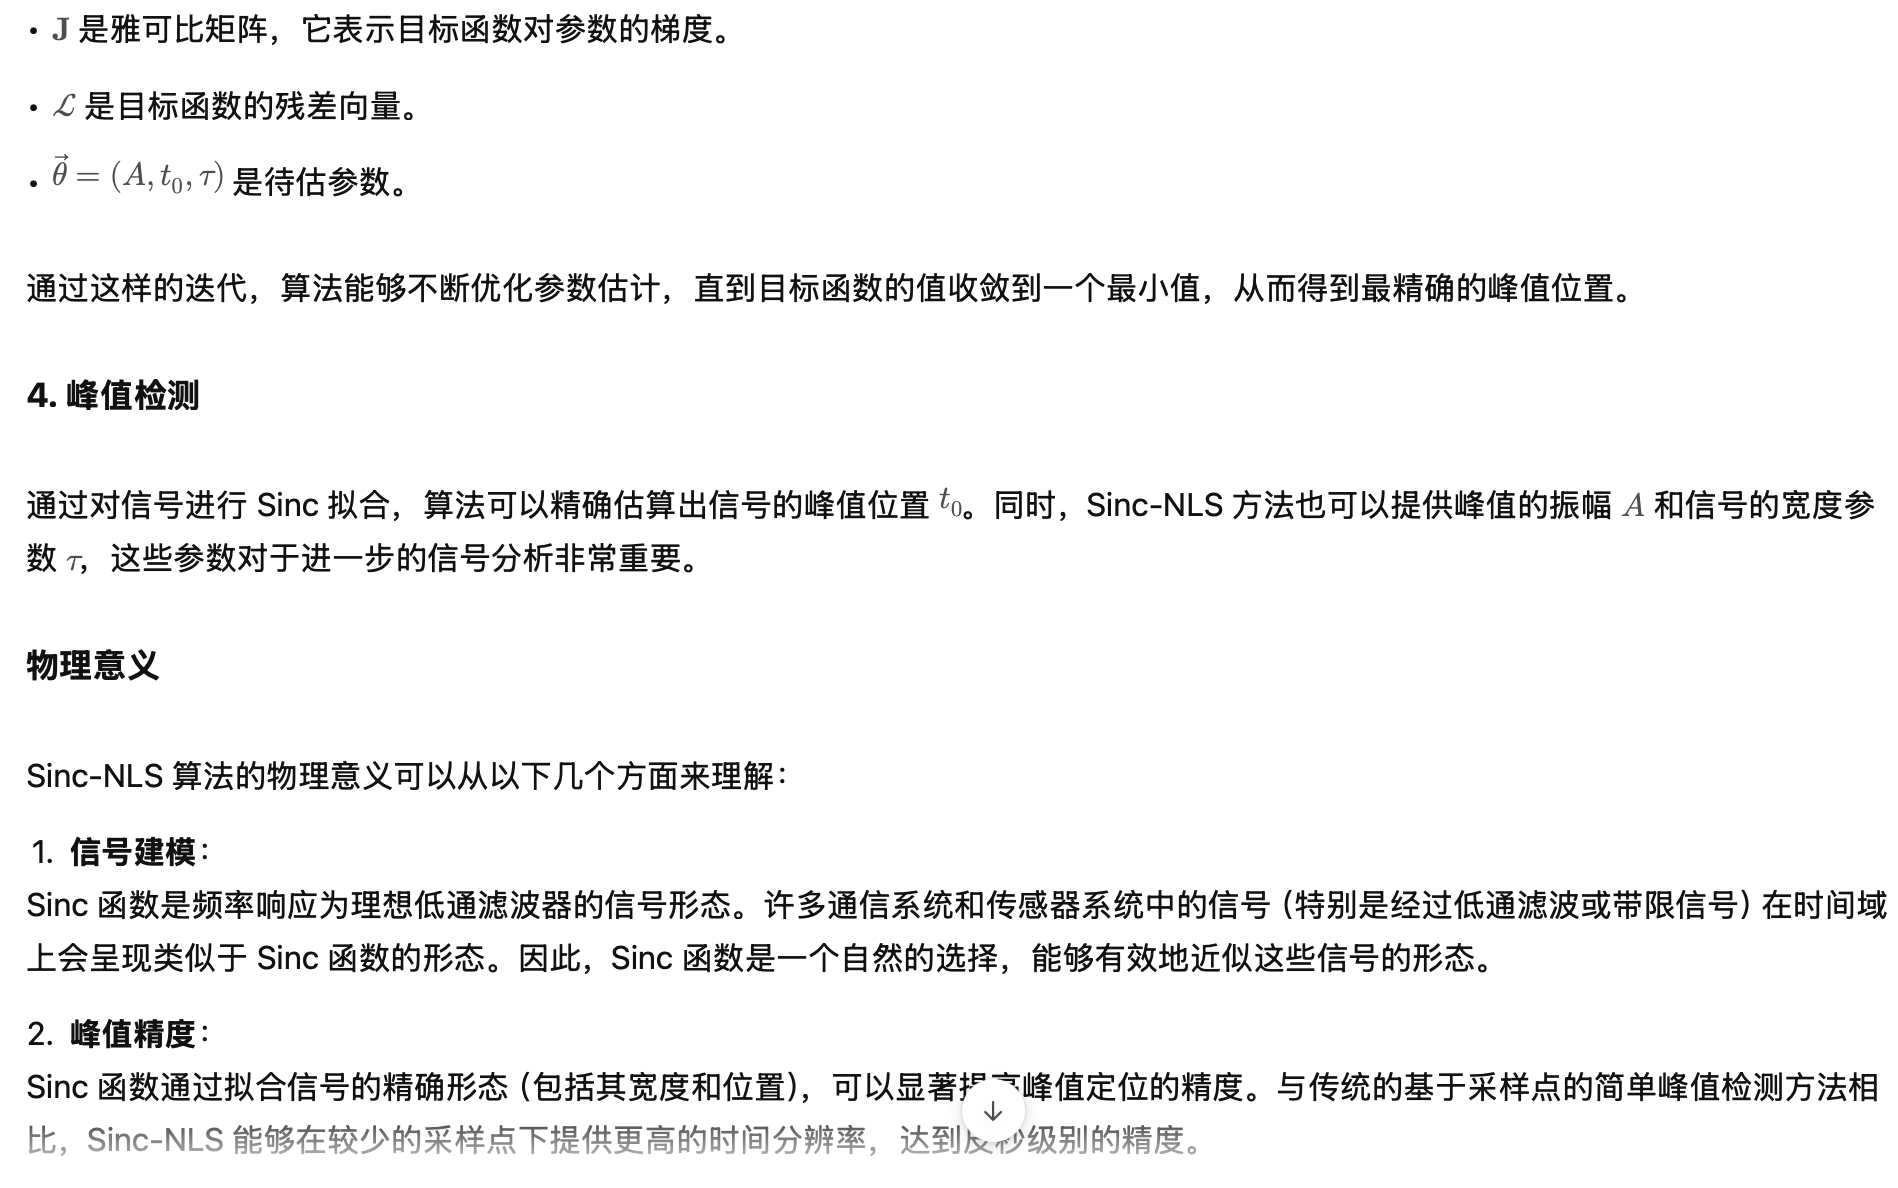 • J 是雅可比矩阵，它表示目标函数对参数的梯度。
• ℒ 是目标函数的残差向量。
• θ⃗ = (A, t₀, τ) 是待估参数。
通过这样的迭代，算法能够不断优化参数估计，直到目标函数的值收敛到一个最小值，从而得到最精确的峰值位置。
4. 峰值检测
通过对信号进行 Sinc 拟合，算法可以精确估算出信号的峰值位置 t₀。同时，Sinc-NLS 方法也可以提供峰值的振幅 A 和信号的宽度参
数 τ，这些参数对于进一步的信号分析非常重要。
物理意义
Sinc-NLS 算法的物理意义可以从以下几个方面来理解：
1. 信号建模：
Sinc 函数是频率响应为理想低通滤波器的信号形态。许多通信系统和传感器系统中的信号（特别是经过低通滤波或带限信号）在时间域
上会呈现类似于 Sinc 函数的形态。因此，Sinc 函数是一个自然的选择，能够有效地近似这些信号的形态。
2. 峰值精度：
Sinc 函数通过拟合信号的精确形态（包括其宽度和位置），可以显著提高峰值定位的精度。与传统的基于采样点的简单峰值检测方法相
比，Sinc-NLS 能够在较少的采样点下提供更高的时间分辨率，达到皮秒级别的精度。